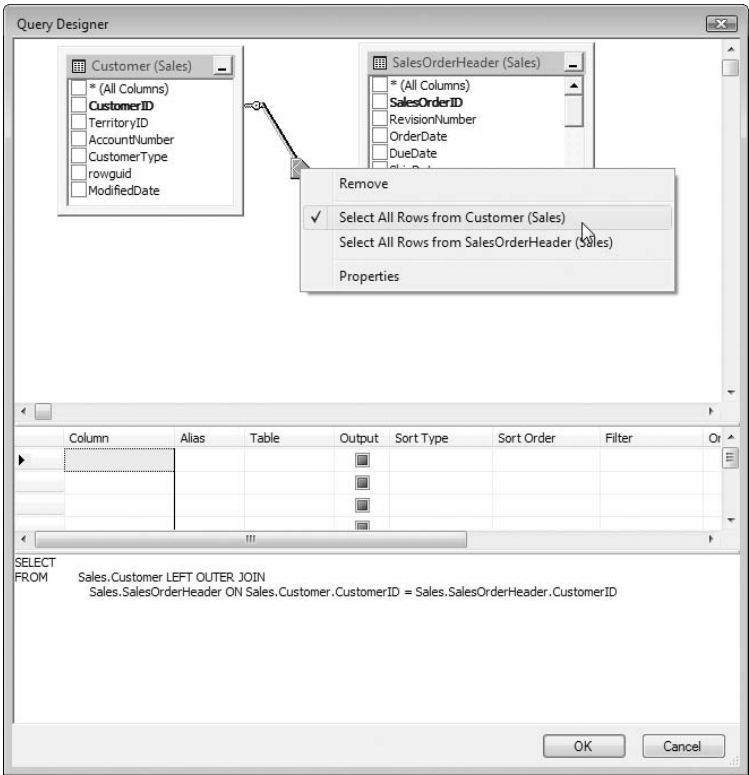 Query Designer
Customer (Sales)
* (All Columns)
CustomerID
TerritoryID
AccountNumber
CustomerType
rowguid
ModifiedDate
SalesOrderHeader (Sales)
* (All Columns)
SalesOrderID
RevisionNumber
OrderDate
DueDate
Remove
✓ Select All Rows from Customer (Sales)
Select All Rows from SalesOrderHeader (Sales)
Properties
Column Alias Table Output Sort Type Sort Order Filter
SELECT
FROM Sales.Customer LEFT OUTER JOIN
Sales.SalesOrderHeader ON Sales.Customer.CustomerID = Sales.SalesOrderHeader.CustomerID
OK Cancel